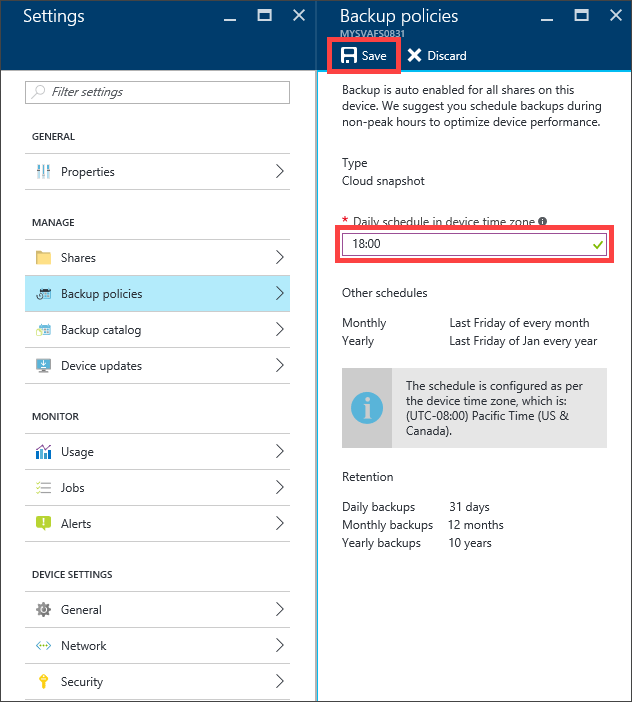 Settings
Filter settings
GENERAL
Properties
MANAGE
Shares
Backup policies
Backup catalog
Device updates
MONITOR
Usage
Jobs
Alerts
DEVICE SETTINGS
General
Network
Security
Backup policies
MYSVAFS0831
Save
Discard
Backup is auto enabled for all shares on this
device. We suggest you schedule backups during
non-peak hours to optimize device performance.
Type
Cloud snapshot
* Daily schedule in device time zone
18:00
Other schedules
Monthly Last Friday of every month
Yearly Last Friday of Jan every year
The schedule is configured as per
the device time zone, which is:
(UTC-08:00) Pacific Time (US &
Canada).
Retention
Daily backups 31 days
Monthly backups 12 months
Yearly backups 10 years